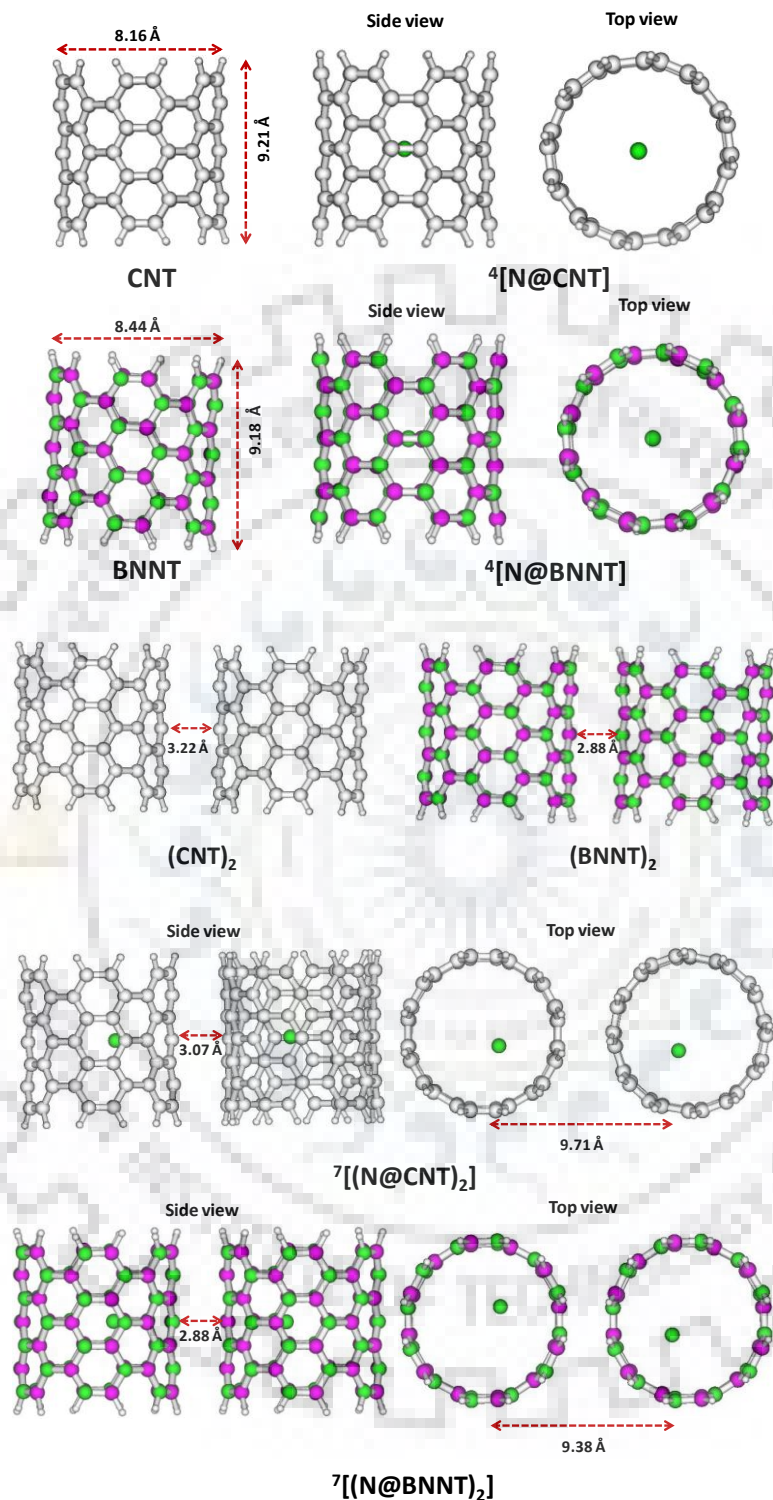 Side view
Top view
8.16 Å
9.21 Å
CNT
⁴[N@CNT]
Side view
Top view
8.44 Å
9.18 Å
BNNT
⁴[N@BNNT]
3.22 Å
2.88 Å
(CNT)₂
(BNNT)₂
Side view
Top view
3.07 Å
9.71 Å
⁷[(N@CNT)₂]
Side view
Top view
2.88 Å
9.38 Å
⁷[(N@BNNT)₂]